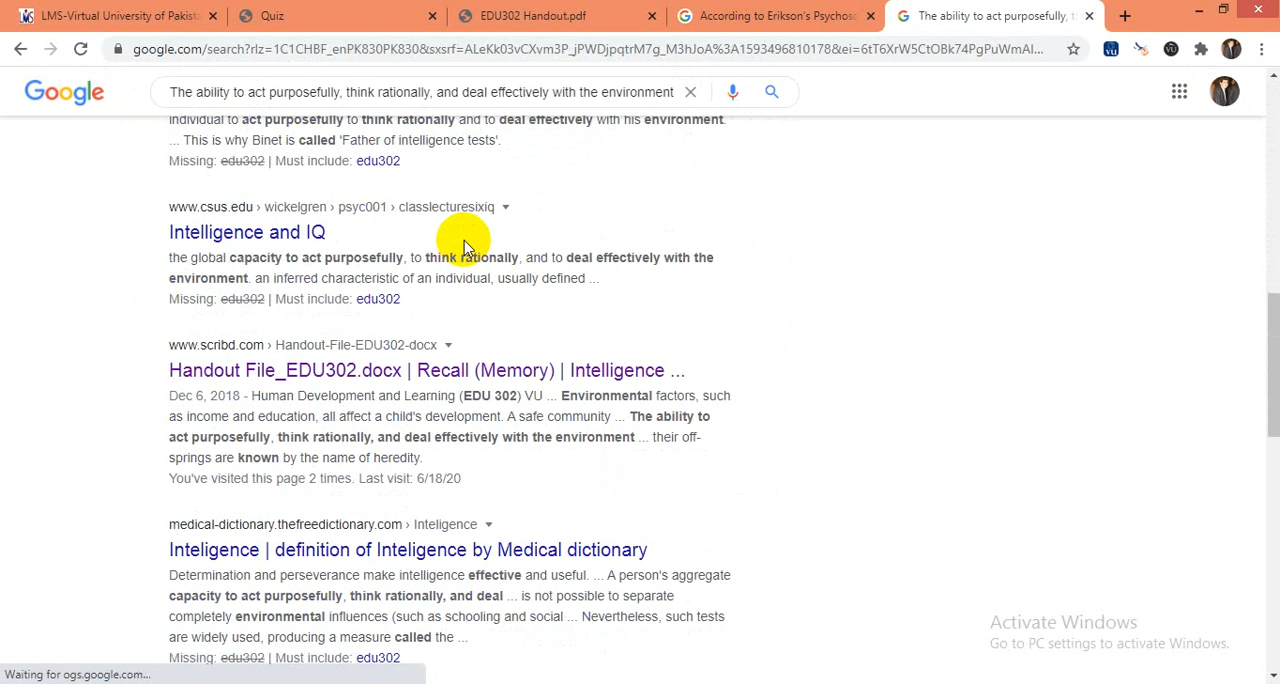 LMS-Virtual University of Pakist
Quiz
EDU302 Handout.pdf
According to Erikson's Psychoso
The ability to act purposefully, t
google.com/search?rlz=1C1CHBF_enPK830PK830&sxsrf=ALeKk03vCXvm3P_jPWDjpqtrM7g_M3hJoA%3A1593496810178&ei=6tT6XrW5CtOBk74PgPuWmAI...
Google
The ability to act purposefully, think rationally, and deal effectively with the environment
individual to act purposefully to think rationally and to deal effectively with his environment.
... This is why Binet is called 'Father of intelligence tests'.
Missing: edu302 | Must include: edu302
www.csus.edu › wickelgren › psyc001 › classlecturesixiq
Intelligence and IQ
the global capacity to act purposefully, to think rationally, and to deal effectively with the
environment. an inferred characteristic of an individual, usually defined ...
Missing: edu302 | Must include: edu302
www.scribd.com › Handout-File-EDU302-docx
Handout File_EDU302.docx | Recall (Memory) | Intelligence ...
Dec 6, 2018 - Human Development and Learning (EDU 302) VU ... Environmental factors, such
as income and education, all affect a child's development. A safe community ... The ability to
act purposefully, think rationally, and deal effectively with the environment ... their off-
springs are known by the name of heredity.
You've visited this page 2 times. Last visit: 6/18/20
medical-dictionary.thefreedictionary.com › Inteligence
Inteligence | definition of Inteligence by Medical dictionary
Determination and perseverance make intelligence effective and useful. ... A person's aggregate
capacity to act purposefully, think rationally, and deal ... is not possible to separate
completely environmental influences (such as schooling and social ... Nevertheless, such tests
are widely used, producing a measure called the ...
Missing: edu302 | Must include: edu302
Activate Windows
Go to PC settings to activate Windows.
Waiting for ogs.google.com...